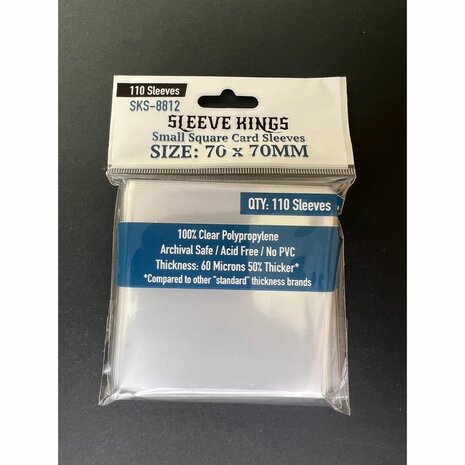 110 Sleeves
SKS-8812
SLEEVE KINGS
Small Square Card Sleeves
SIZE: 70 x 70MM
QTY: 110 Sleeves
100% Clear Polypropylene
Archival Safe / Acid Free / No PVC
Thickness: 60 Microns 50% Thicker*
*Compared to other "standard" thickness brands